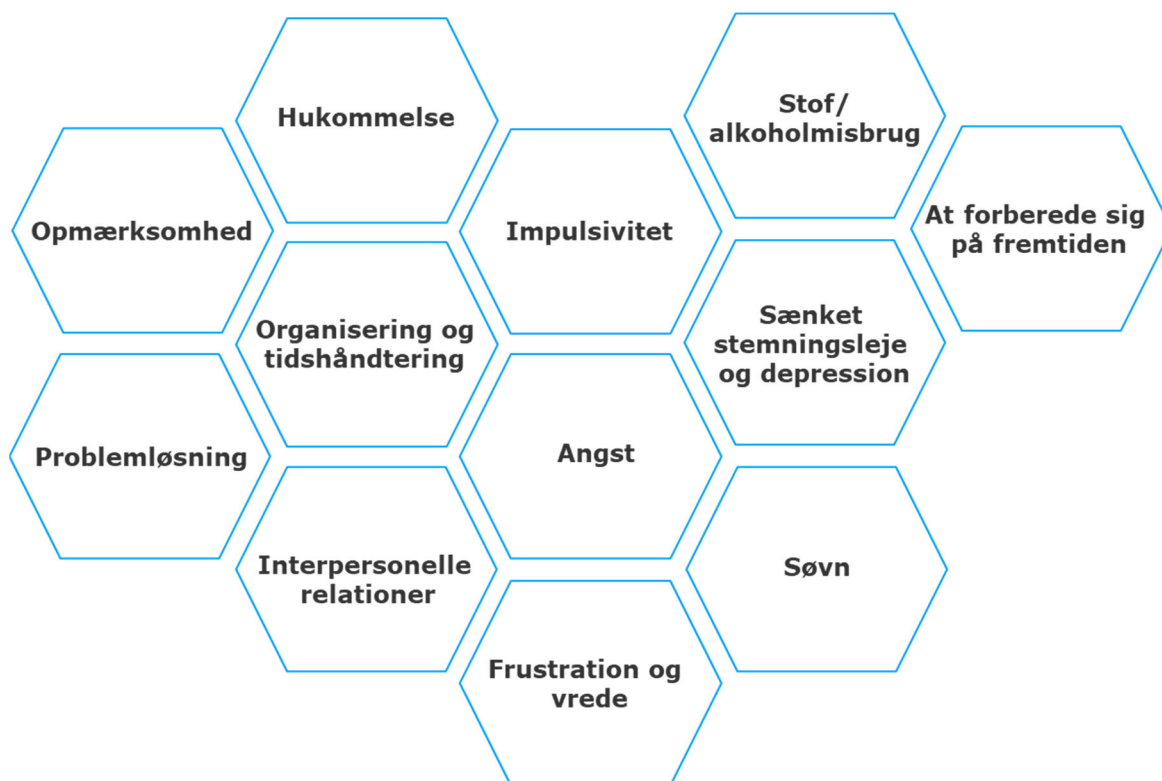 Hukommelse
Stof/
alkoholmisbrug
Opmærksomhed
Impulsivitet
At forberede sig
på fremtiden
Organisering og
tidshåndtering
Sænket
stemningsleje
og depression
Problemløsning
Angst
Interpersonelle
relationer
Søvn
Frustration og
vrede